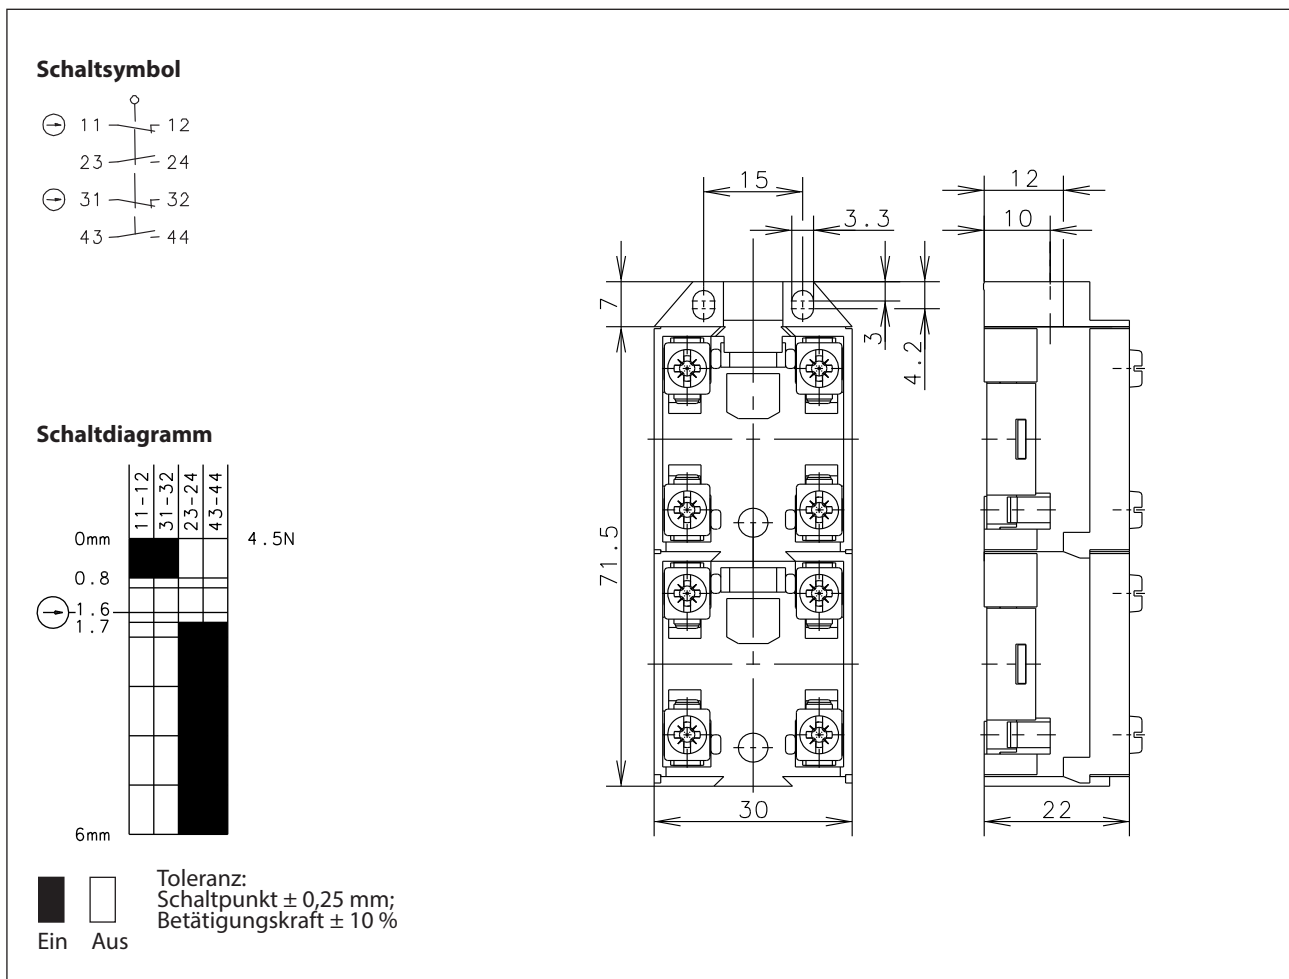 Schaltsymbol
11 12
23 24
31 32
43 44
15
3.3
7
3
4.2
71.5
30
12
10
22
Schaltdiagramm
11-12
31-32
23-24
43-44
0mm
4.5N
0.8
1.6
1.7
6mm
Ein Aus
Toleranz:
Schaltpunkt ± 0,25 mm;
Betätigungskraft ± 10 %